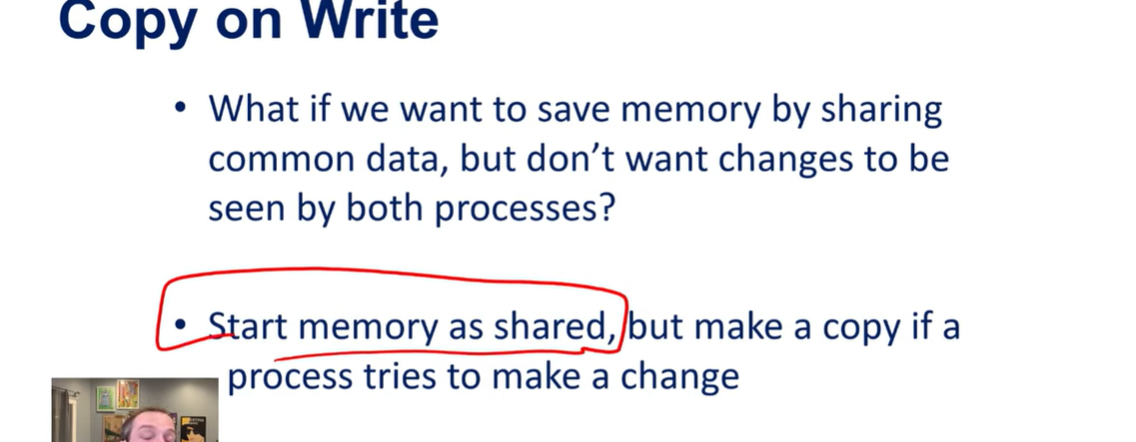 Copy on Write
• What if we want to save memory by sharing
common data, but don’t want changes to be
seen by both processes?
• Start memory as shared, but make a copy if a
process tries to make a change